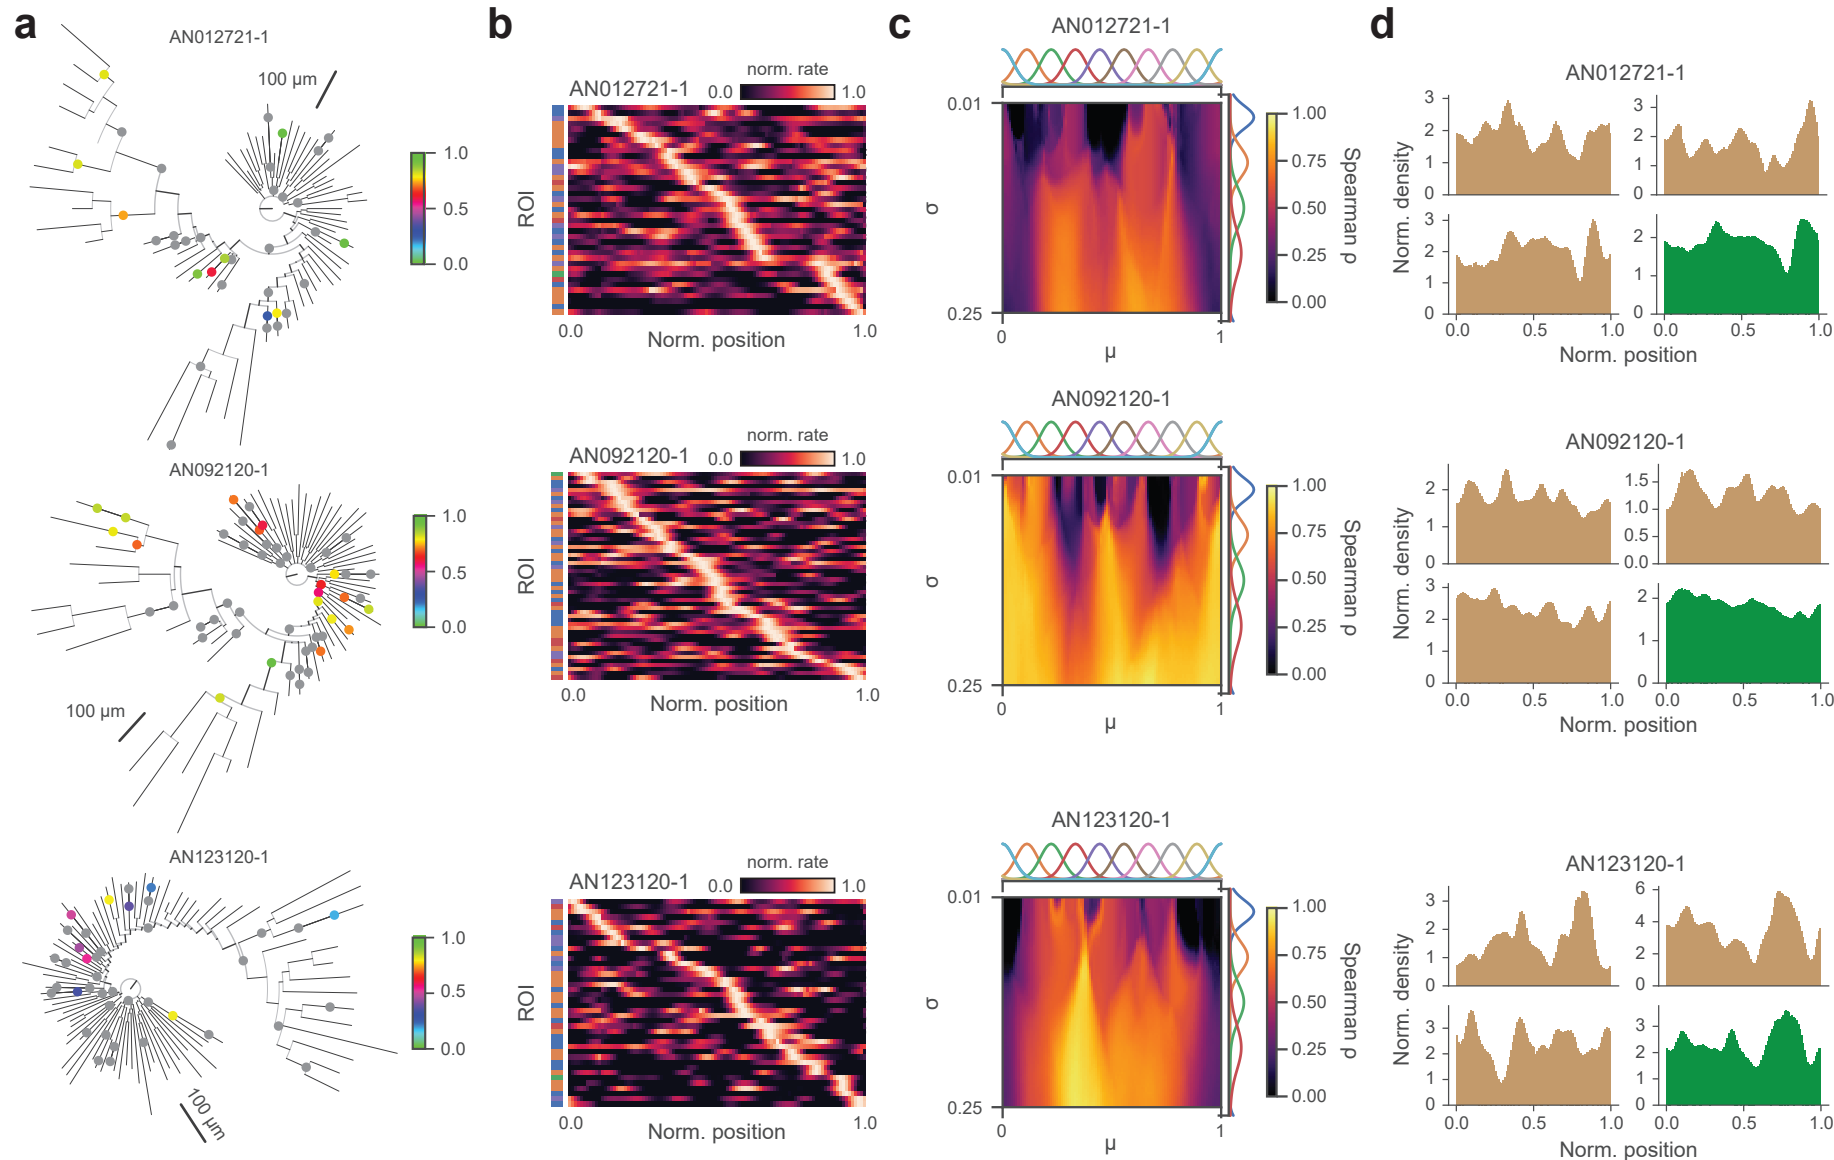 a
AN012721-1
100 µm
1.0
0.5
0.0
AN092120-1
100 µm
1.0
0.5
0.0
AN123120-1
100 µm
1.0
0.5
0.0
b
norm. rate
AN012721-1 0.0 1.0
ROI
0.0 1.0
Norm. position
norm. rate
AN092120-1 0.0 1.0
ROI
0.0 1.0
Norm. position
norm. rate
AN123120-1 0.0 1.0
ROI
0.0 1.0
Norm. position
c
AN012721-1
0.01
σ
0.25
0 1
µ
1.00
0.75
0.50
0.25
0.00
Spearman ρ
AN092120-1
0.01
σ
0.25
0 1
µ
1.00
0.75
0.50
0.25
0.00
Spearman ρ
AN123120-1
0.01
σ
0.25
0 1
µ
1.00
0.75
0.50
0.25
0.00
Spearman ρ
d
AN012721-1
Norm. density
3
2
1
0
3
2
1
0
3
2
1
0
2
1
0
0.0 0.5 1.0
0.0 0.5 1.0
Norm. position
AN092120-1
Norm. density
2
1
0
1.5
1.0
0.5
0.0
3
2
1
0
2
1
0
0.0 0.5 1.0
0.0 0.5 1.0
Norm. position
AN123120-1
Norm. density
3
2
1
0
6
4
2
0
3
2
1
0
3
2
1
0
0.0 0.5 1.0
0.0 0.5 1.0
Norm. position